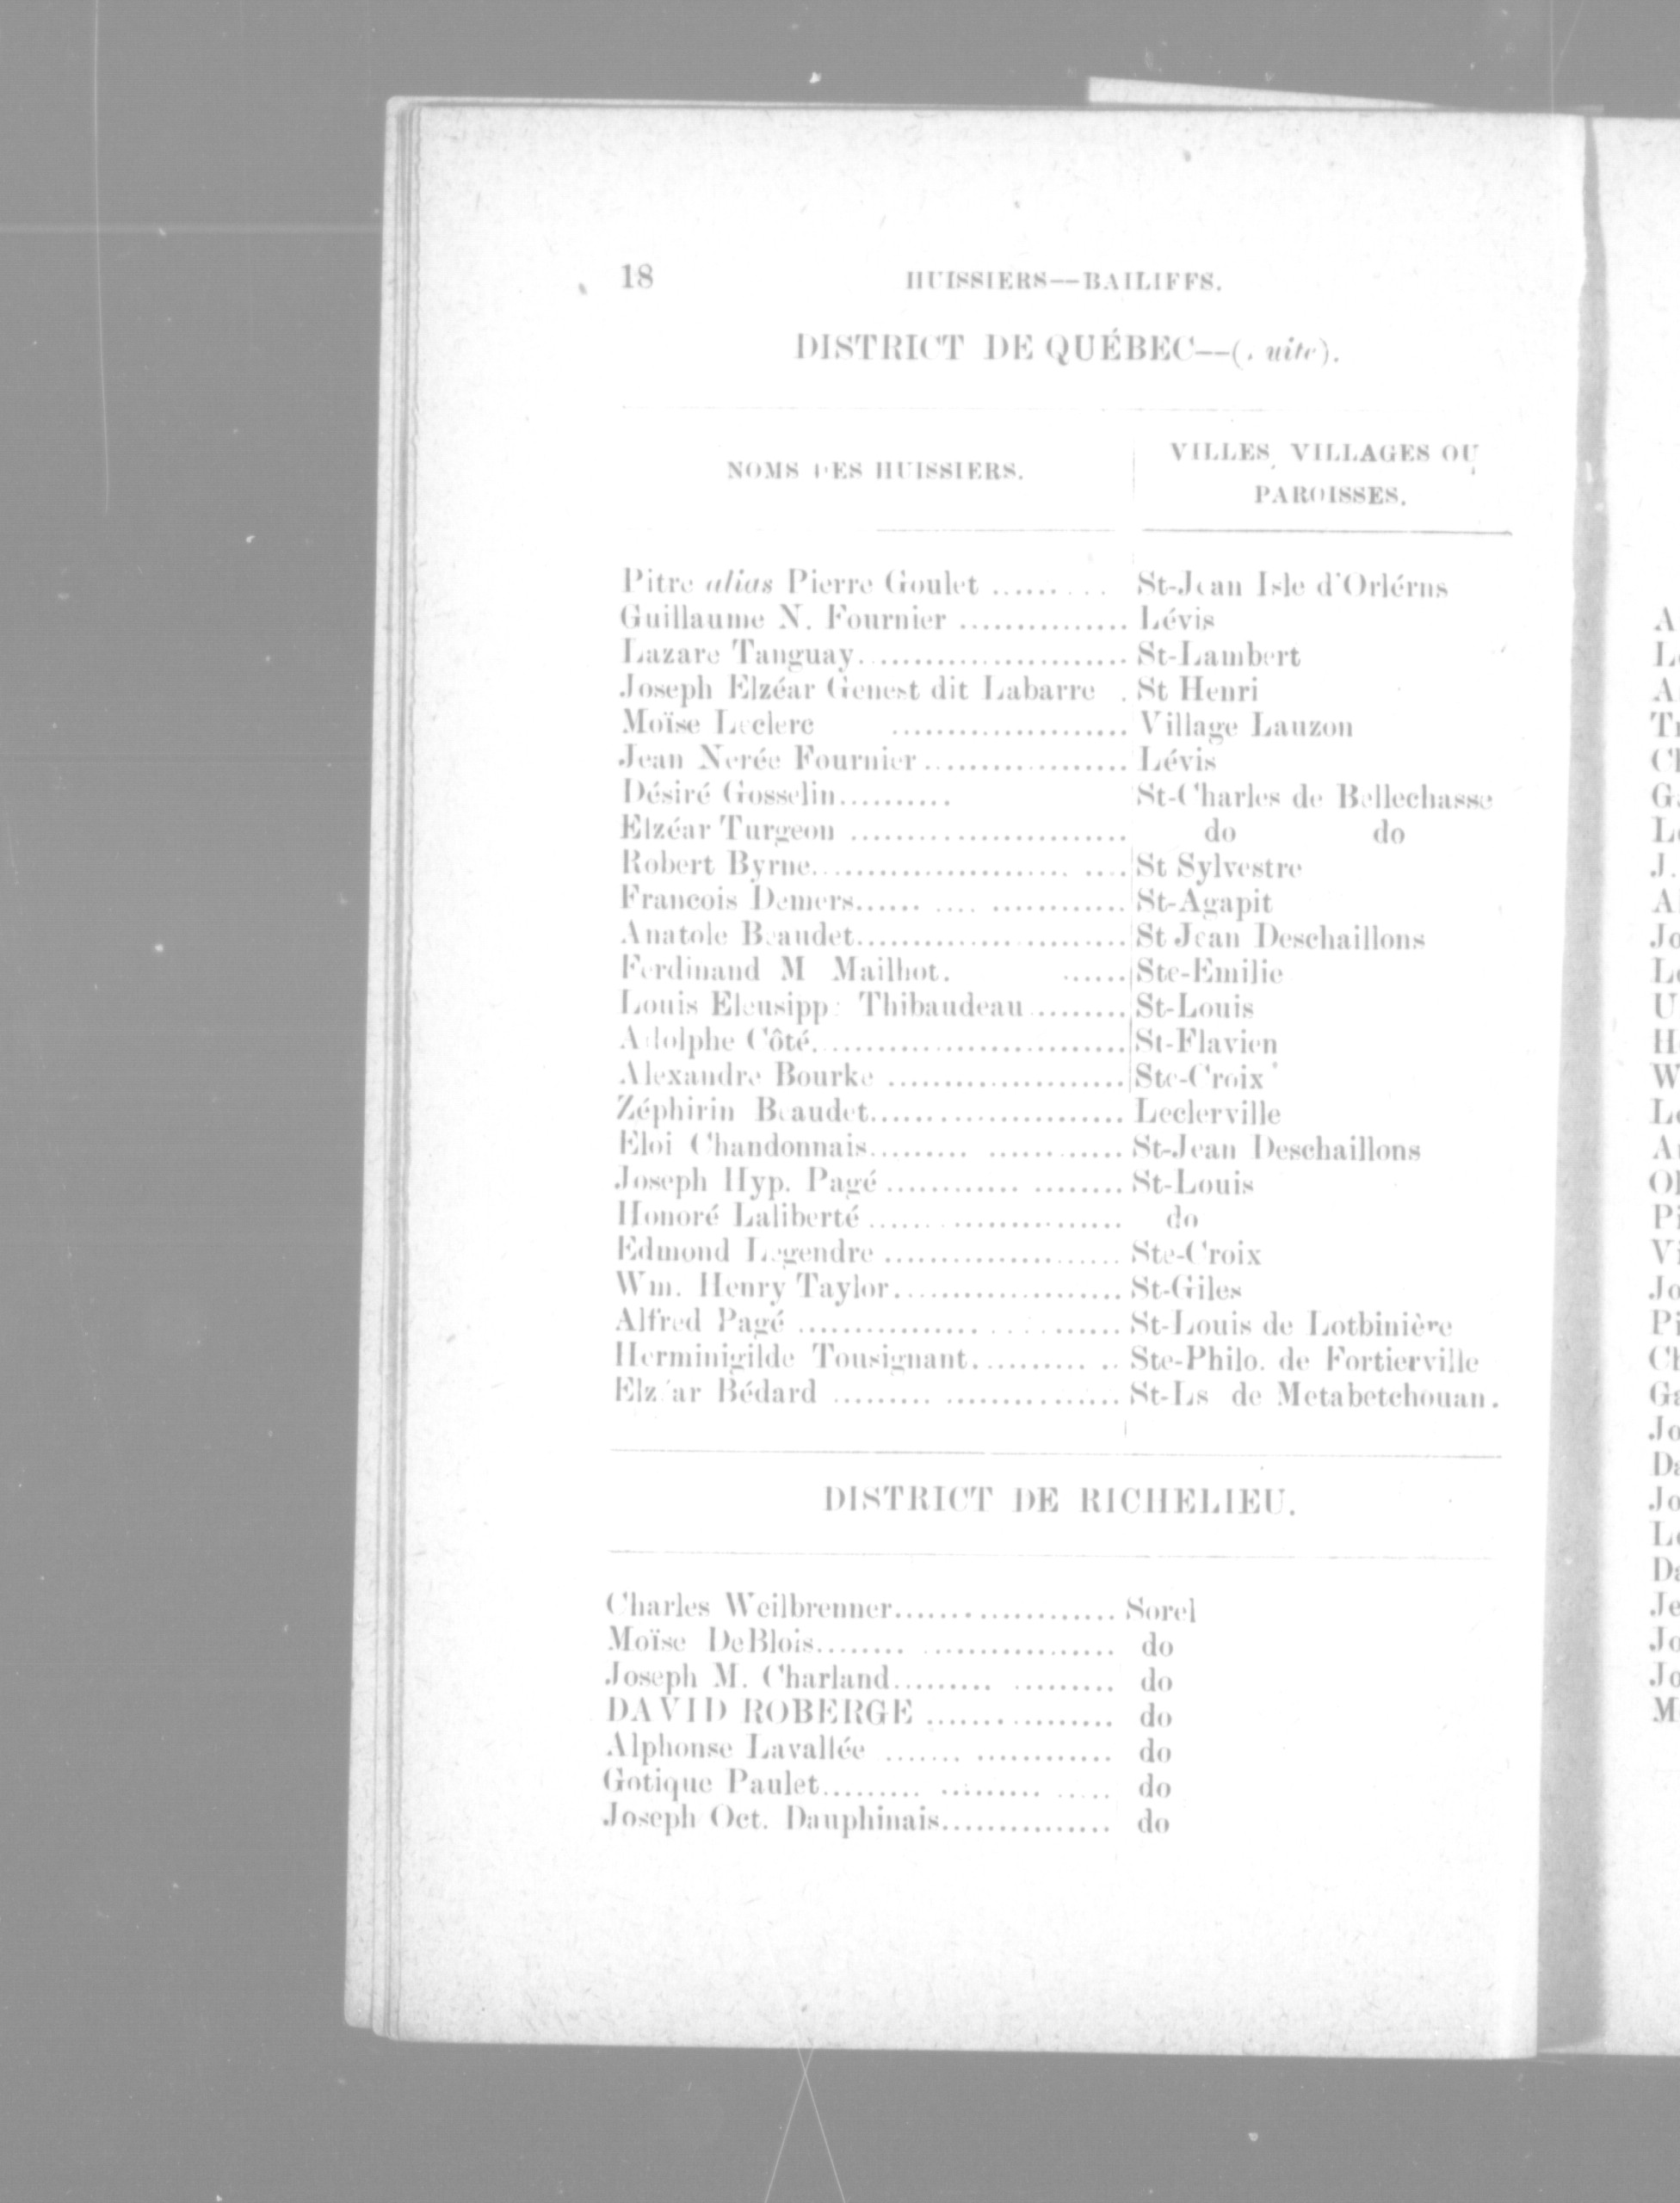 18 HUISSIERS—BAILIFFS.
DISTRICT DE QUÉBEC—(suite).
NOMS DES HUISSIERS. VILLES, VILLAGES OU
PAROISSES.
Pitre alias Pierre Goulet ......... St-Jean Isle d'Orlérns
Guillaume N. Fournier ............... Lévis
Lazare Tanguay........................ St-Lambert
Joseph Elzéar Genest dit Labarre . St Henri
Moïse Leclerc ..................... Village Lauzon
Jean Nerée Fournier.................. Lévis
Désiré Gosselin.......... St-Charles de Bellechasse
Elzéar Turgeon ......................... do do
Robert Byrne....................... .... St Sylvestre
Francois Demers...... .... ............ St-Agapit
Anatole Beaudet........................ St Jean Deschaillons
Ferdinand M Mailhot. ...... Ste-Emilie
Louis Eleusippe Thibaudeau......... St-Louis
Adolphe Côté............................ St-Flavien
Alexandre Bourke ..................... Ste-Croix
Zéphirin Beaudet....................... Leclerville
Eloi Chandonnais......... ............ St-Jean Deschaillons
Joseph Hyp. Pagé ............ ........ St-Louis
Honoré Laliberté ....................... do
Edmond Legendre ..................... Ste-Croix
Wm. Henry Taylor..................... St-Giles
Alfred Pagé ................ . . ...... St-Louis de Lotbinière
Herminigilde Tousignant.......... .. Ste-Philo. de Fortierville
Elzéar Bédard ......... ................ St-Ls de Metabetchouan.
DISTRICT DE RICHELIEU.
Charles Weilbrenner.................... Sorel
Moïse DeBlois........ ................. do
Joseph M. Charland......... ......... do
DAVID ROBERGE ................. do
Alphonse Lavallée ....... ............ do
Gotique Paulet......... ......... ..... do
Joseph Oct. Dauphinais............... do